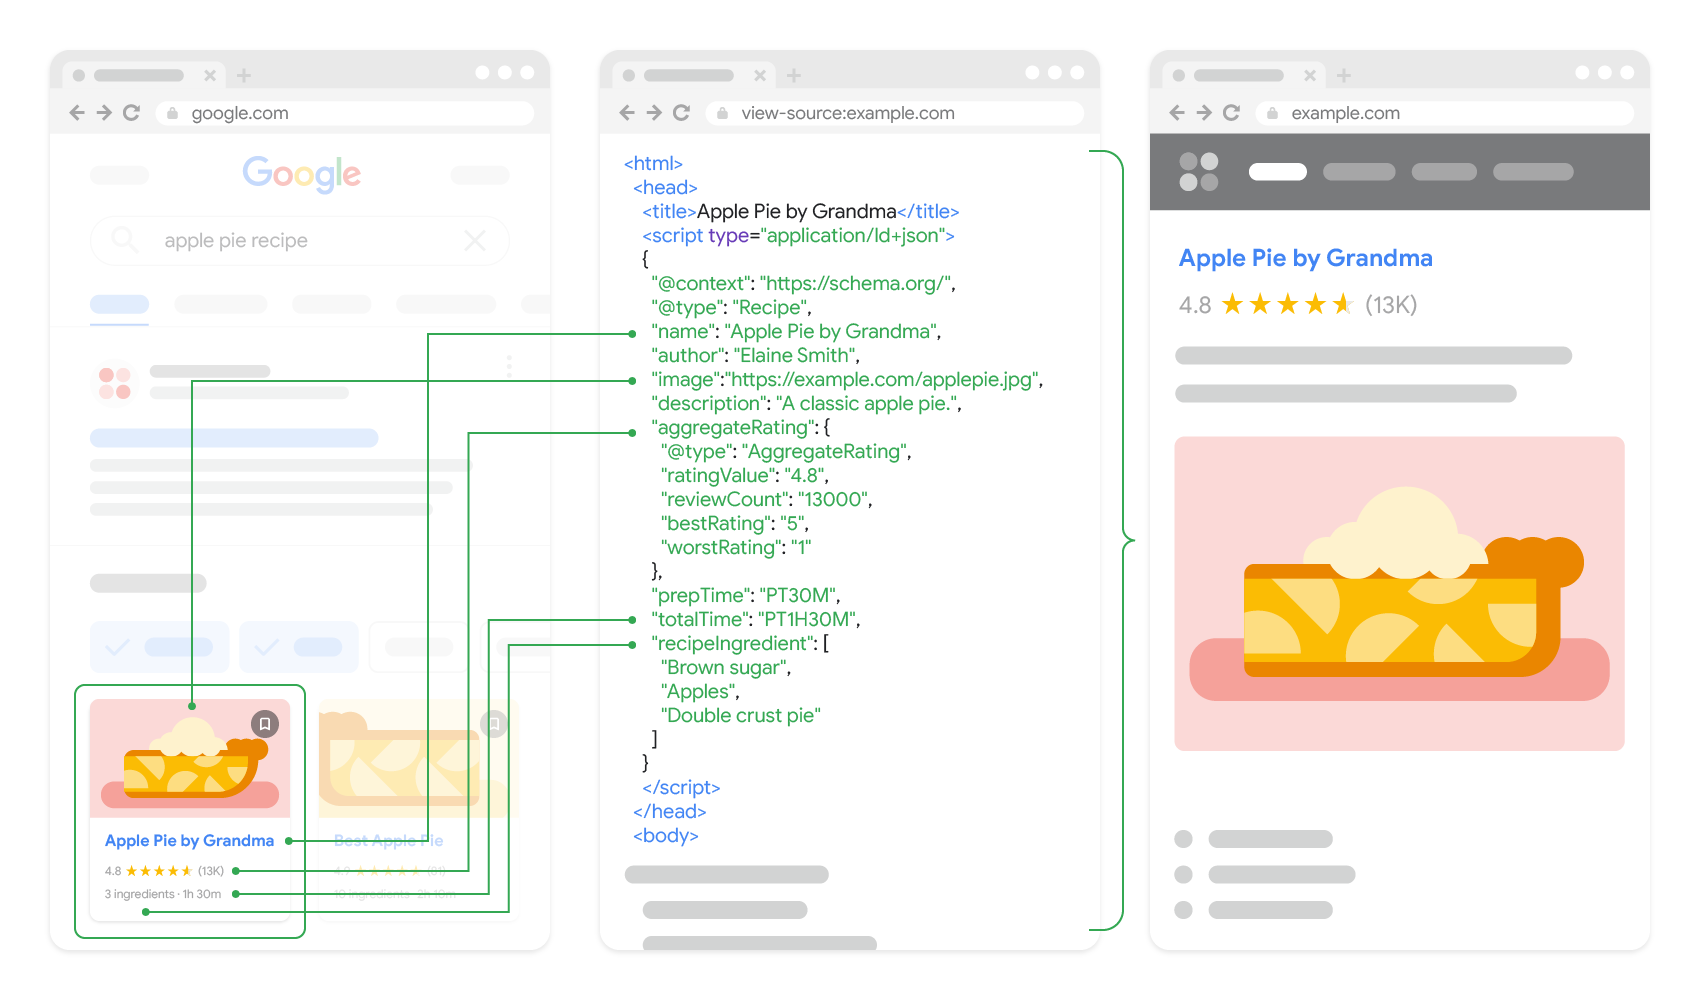 google.com
Google
apple pie recipe
Apple Pie by Grandma
4.8 (13K)
3 ingredients · 1h 30m
Best Apple Pie
view-source:example.com
<html>
<head>
<title>Apple Pie by Grandma</title>
<script type="application/ld+json">
{
"@context": "https://schema.org/",
"@type": "Recipe",
"name": "Apple Pie by Grandma",
"author": "Elaine Smith",
"image":"https://example.com/applepie.jpg",
"description": "A classic apple pie.",
"aggregateRating": {
"@type": "AggregateRating",
"ratingValue": "4.8",
"reviewCount": "13000",
"bestRating": "5",
"worstRating": "1"
},
"prepTime": "PT30M",
"totalTime": "PT1H30M",
"recipeIngredient": [
"Brown sugar",
"Apples",
"Double crust pie"
]
}
</script>
</head>
<body>
example.com
Apple Pie by Grandma
4.8 (13K)